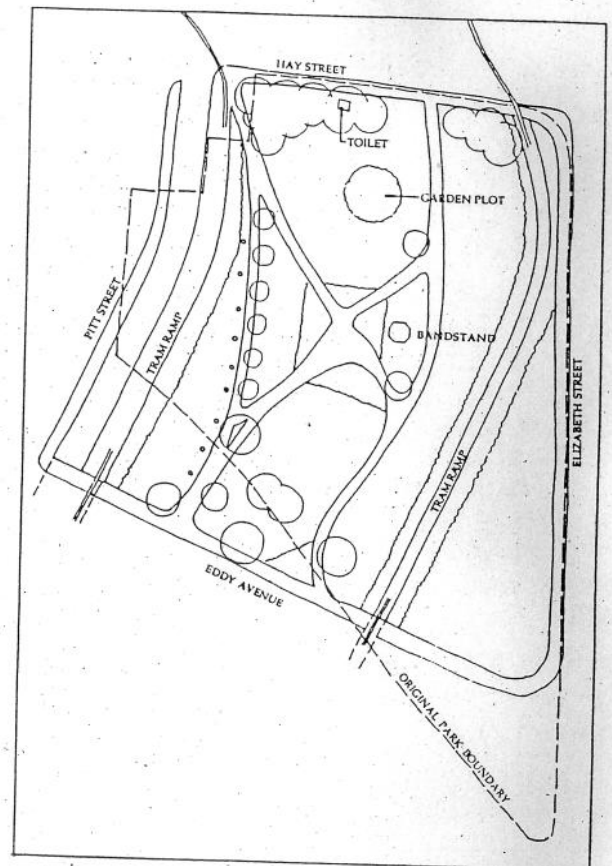 HAY STREET
TOILET
GARDEN PLOT
BANDSTAND
PITT STREET
TRAM RAMP
ELIZABETH STREET
TRAM RAMP
EDDY AVENUE
ORIGINAL PARK BOUNDARY